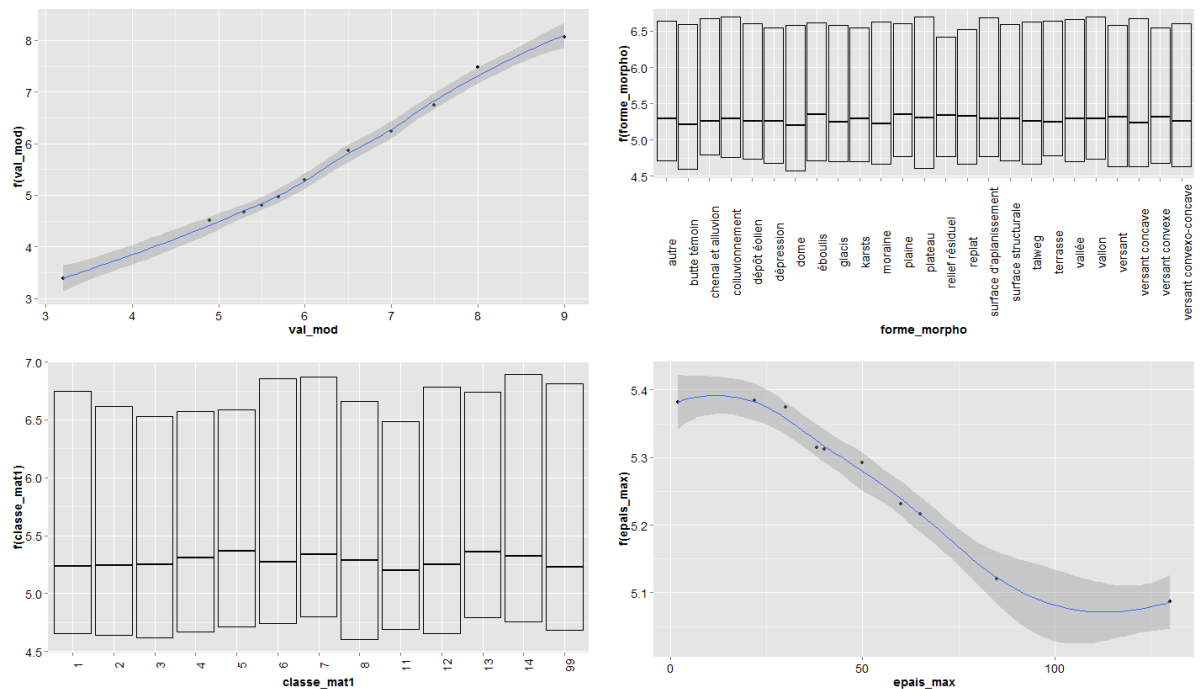 8
7
6
5
4
3
f(val_mod)
4
5
6
7
8
9
val_mod
6.5
6.0
5.5
5.0
4.5
f(forme_morpho)
autre
butte témoin
chenal et alluvion
colluvionnement
dépôt éolien
dépression
dome
éboulis
glacis
karsts
moraine
plaine
plateau
relief résiduel
replat
surface d'aplanissement
surface structurale
talweg
terrasse
vallée
vallon
versant
versant concave
versant convexe
versant convexo-concave
forme_morpho
7.0
6.5
6.0
5.5
5.0
4.5
f(classe_mat1)
1
2
3
4
5
6
7
8
11
12
13
14
99
classe_mat1
5.4
5.3
5.2
5.1
f(epais_max)
0
50
100
epais_max